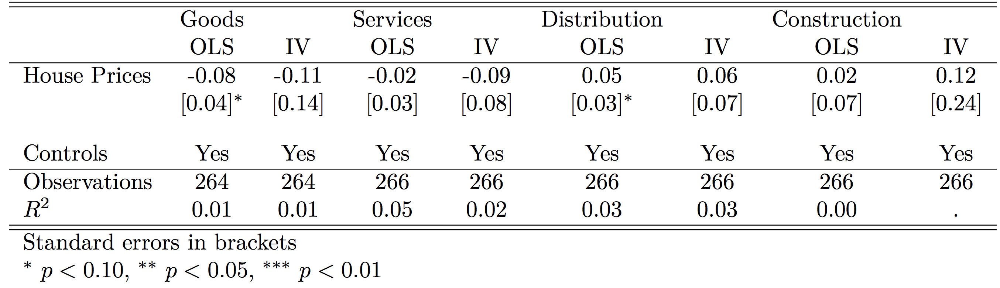 Goods Services Distribution Construction
OLS IV OLS IV OLS IV OLS IV
House Prices -0.08 -0.11 -0.02 -0.09 0.05 0.06 0.02 0.12
[0.04]* [0.14] [0.03] [0.08] [0.03]* [0.07] [0.07] [0.24]
Controls Yes Yes Yes Yes Yes Yes Yes Yes
Observations 264 264 266 266 266 266 266 266
R² 0.01 0.01 0.05 0.02 0.03 0.03 0.00 .
Standard errors in brackets
* p < 0.10, ** p < 0.05, *** p < 0.01